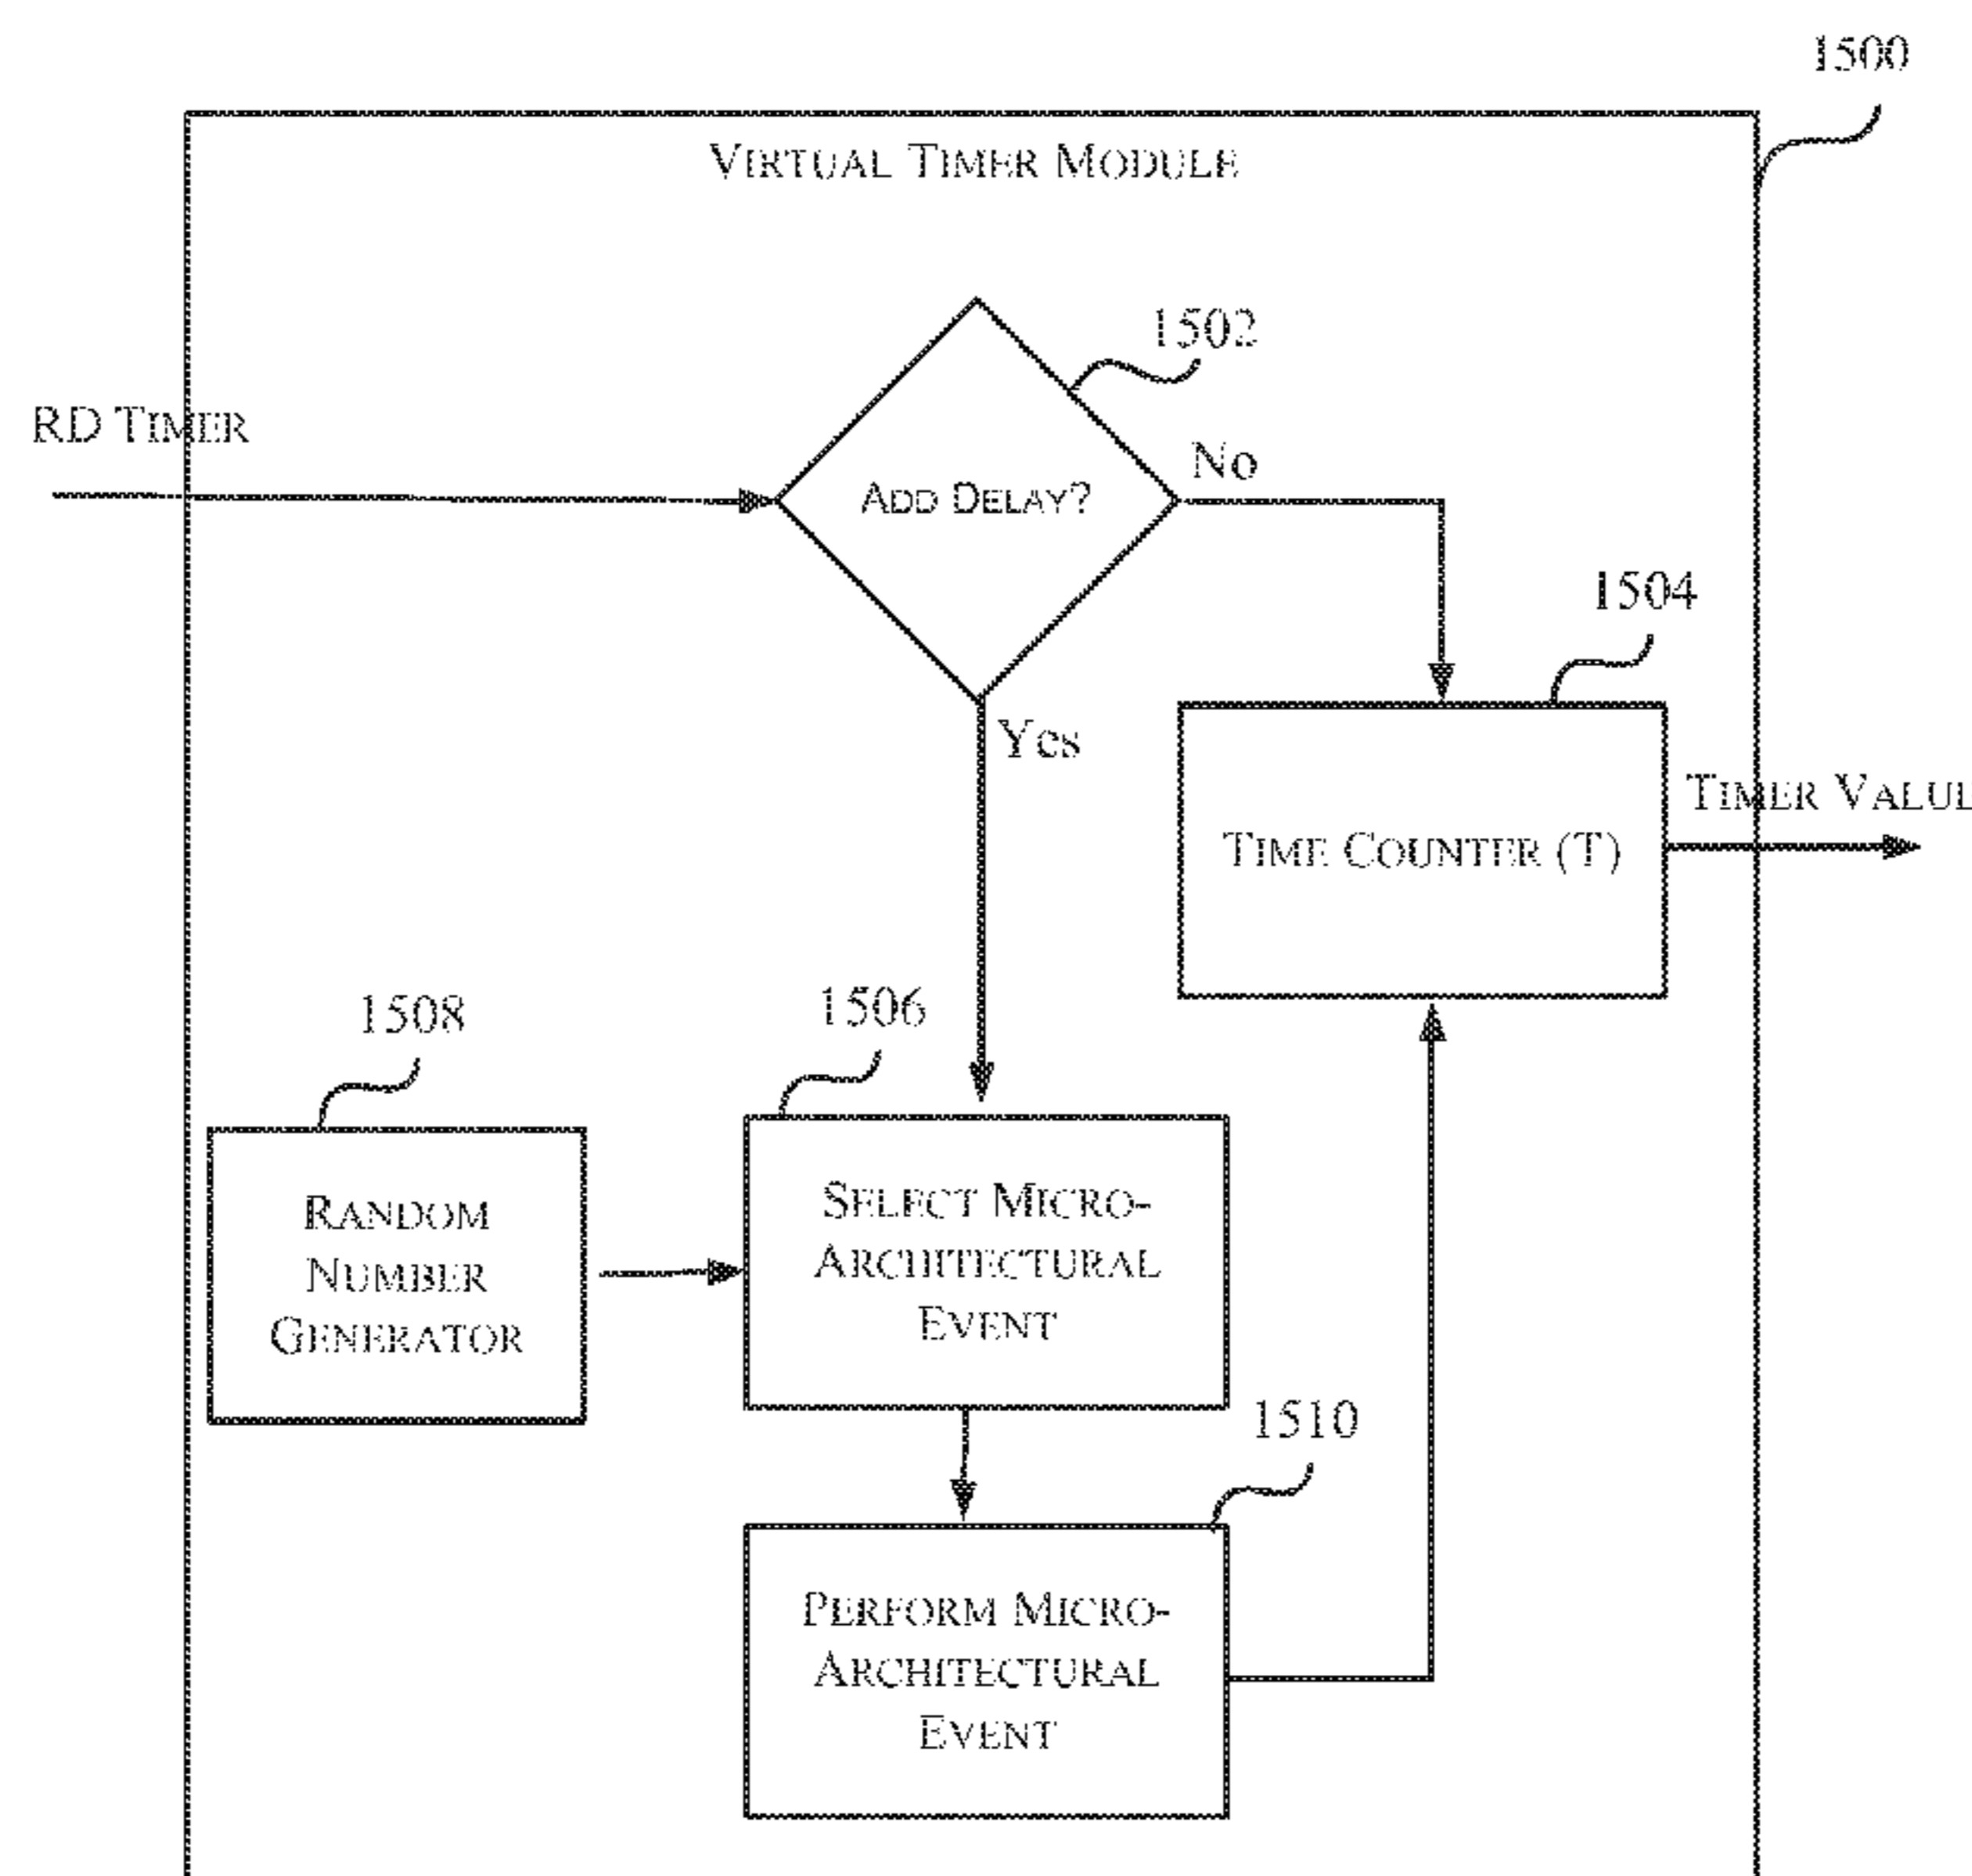 1500
VIRTUAL TIMER MODULE
1502
RD TIMER
No
ADD DELAY?
1504
Yes
TIMER VALUE
TIME COUNTER (T)
1508
1506
RANDOM
NUMBER
GENERATOR
SELECT MICRO-
ARCHITECTURAL
EVENT
1510
PERFORM MICRO-
ARCHITECTURAL
EVENT